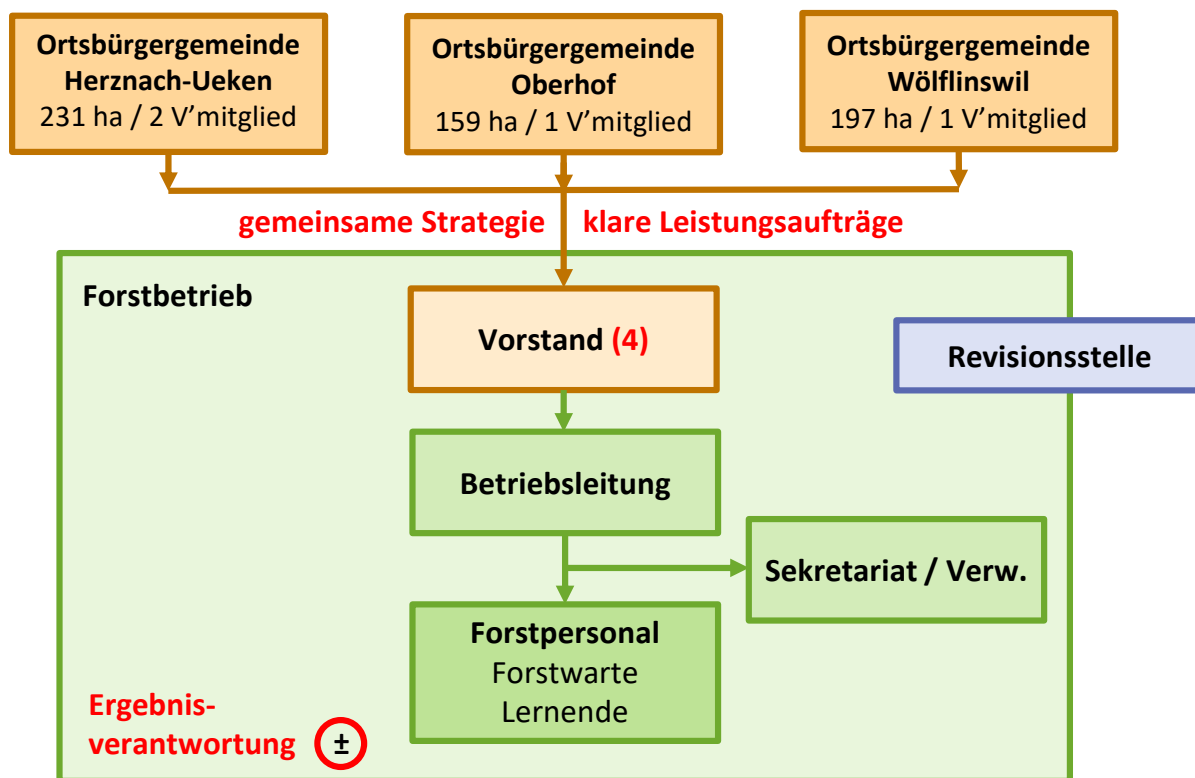 Ortsbürgergemeinde
Herznach-Ueken
231 ha / 2 V’mitglied
Ortsbürgergemeinde
Oberhof
159 ha / 1 V’mitglied
Ortsbürgergemeinde
Wölflinswil
197 ha / 1 V’mitglied
gemeinsame Strategie
klare Leistungsaufträge
Forstbetrieb
Vorstand (4)
Revisionsstelle
Betriebsleitung
Sekretariat / Verw.
Forstpersonal
Forstwarte
Lernende
Ergebnis-
verantwortung ±